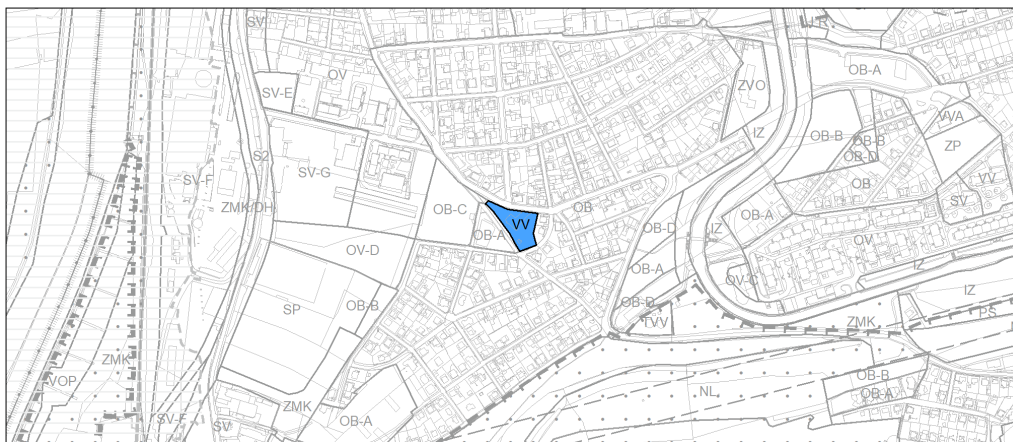 SV
OV
SV-E
ZVO
OB-A
IZ
OB-B
OB-B
OB-D
VVA
ZP
S2
SV-G
SV-F
ZMK/DH
OB
VV
SV
OB-C
OB
VV
OB-A
OB-D
IZ
OB-A
OV
OV-D
OB-A
OV-C
IZ
IZ
SP
OB-B
OB-D
TVV
ZMK
PS
ZMK
VOP
NL
OB-B
OB-A
ZMK
SV-F
SV
OB-A